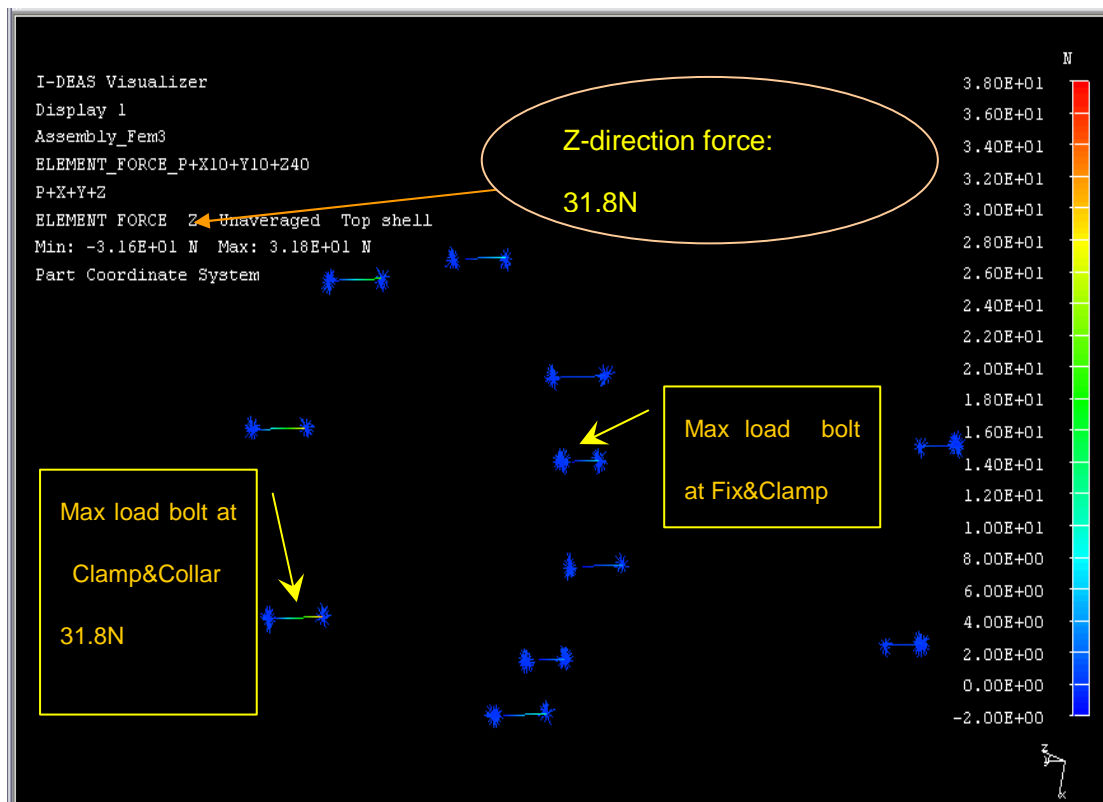 I-DEAS Visualizer
Display 1
Assembly_Fem3
ELEMENT_FORCE_P+X10+Y10+Z40
P+X+Y+Z
ELEMENT FORCE Z Unaveraged Top shell
Min: -3.16E+01 N Max: 3.18E+01 N
Part Coordinate System
Z-direction force:
31.8N
Max load bolt
at Fix&Clamp
Max load bolt at
Clamp&Collar
31.8N
N
3.80E+01
3.60E+01
3.40E+01
3.20E+01
3.00E+01
2.80E+01
2.60E+01
2.40E+01
2.20E+01
2.00E+01
1.80E+01
1.60E+01
1.40E+01
1.20E+01
1.00E+01
8.00E+00
6.00E+00
4.00E+00
2.00E+00
0.00E+00
-2.00E+00
Z
Y
X